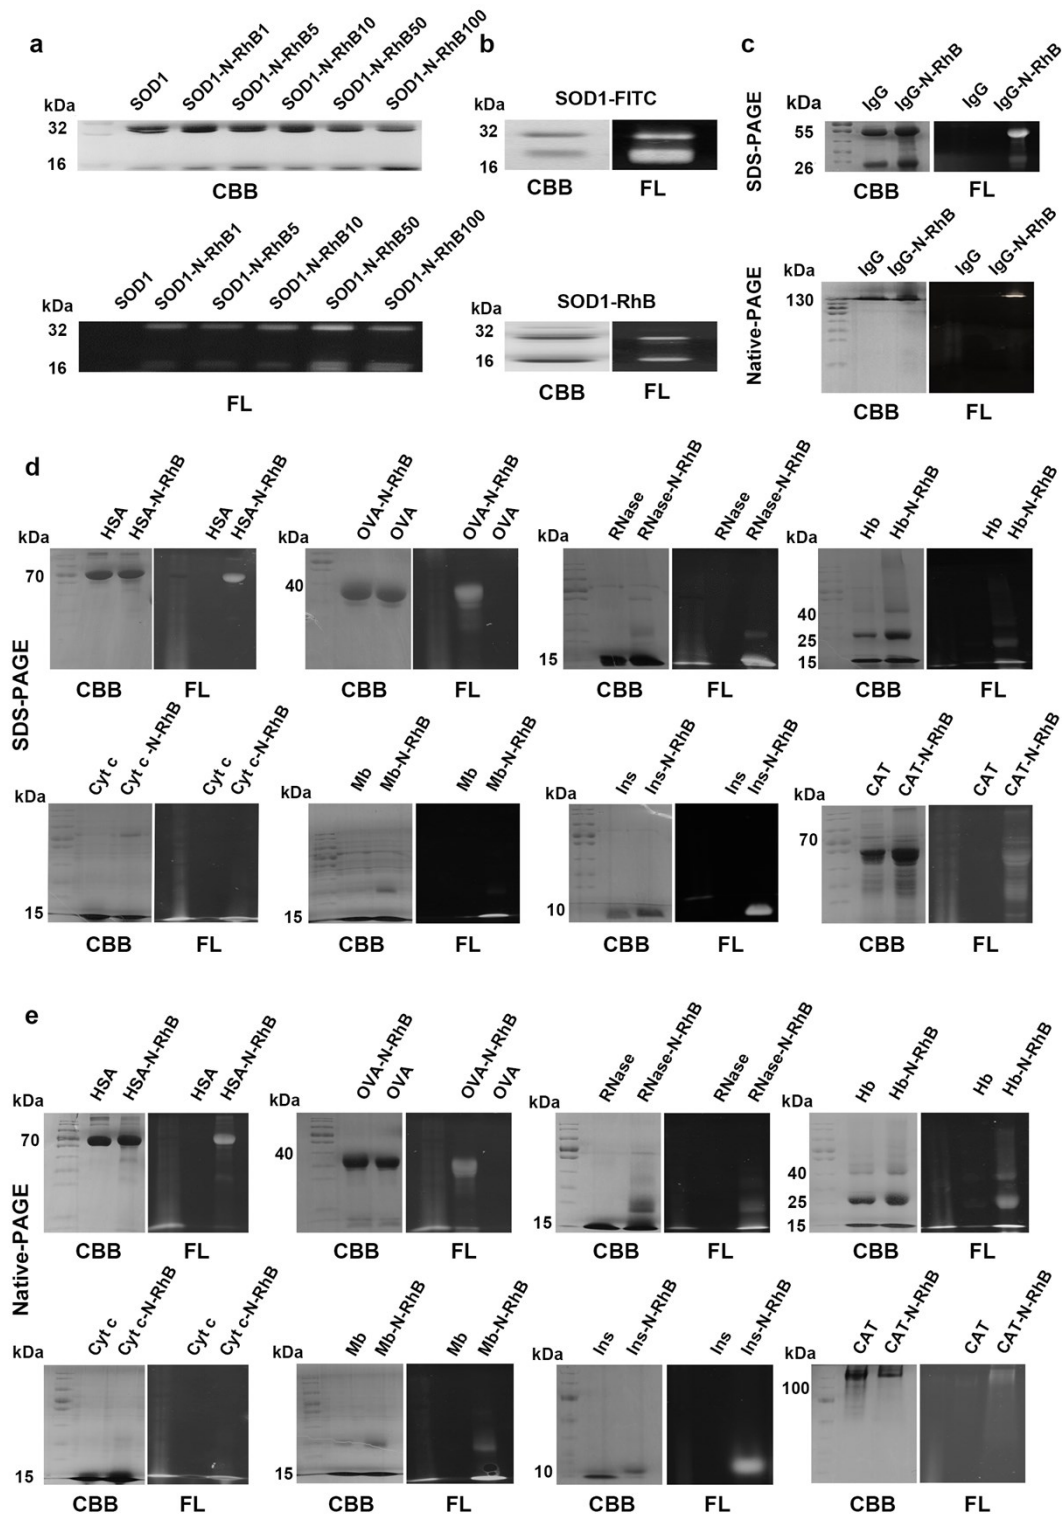 a
kDa
SOD1
SOD1-N-RhB1
SOD1-N-RhB5
SOD1-N-RhB10
SOD1-N-RhB50
SOD1-N-RhB100
32
16
CBB
kDa
SOD1
SOD1-N-RhB1
SOD1-N-RhB5
SOD1-N-RhB10
SOD1-N-RhB50
SOD1-N-RhB100
32
16
FL
b
SOD1-FITC
kDa
32
16
CBB FL
SOD1-RhB
kDa
32
16
CBB FL
c
SDS-PAGE
kDa
IgG
IgG-N-RhB
IgG
IgG-N-RhB
55
26
CBB FL
Native-PAGE
kDa
IgG
IgG-N-RhB
IgG
IgG-N-RhB
130
CBB FL
d
SDS-PAGE
kDa
HSA
HSA-N-RhB
HSA
HSA-N-RhB
70
CBB FL
kDa
OVA-N-RhB
OVA
OVA-N-RhB
OVA
40
CBB FL
kDa
RNase
RNase-N-RhB
RNase
RNase-N-RhB
15
CBB FL
kDa
Hb
Hb-N-RhB
Hb
Hb-N-RhB
40
25
15
CBB FL
kDa
Cyt c
Cyt c -N-RhB
Cyt c
Cyt c-N-RhB
15
CBB FL
kDa
Mb
Mb-N-RhB
Mb
Mb-N-RhB
15
CBB FL
kDa
Ins
Ins-N-RhB
Ins
Ins-N-RhB
10
CBB FL
kDa
CAT
CAT-N-RhB
CAT
CAT-N-RhB
70
CBB FL
e
Native-PAGE
kDa
HSA
HSA-N-RhB
HSA
HSA-N-RhB
70
CBB FL
kDa
OVA-N-RhB
OVA
OVA-N-RhB
OVA
40
CBB FL
kDa
RNase
RNase-N-RhB
RNase
RNase-N-RhB
15
CBB FL
kDa
Hb
Hb-N-RhB
Hb
Hb-N-RhB
40
25
15
CBB FL
kDa
Cyt c
Cyt c-N-RhB
Cyt c
Cyt c-N-RhB
15
CBB FL
kDa
Mb
Mb-N-RhB
Mb
Mb-N-RhB
15
CBB FL
kDa
Ins
Ins-N-RhB
Ins
Ins-N-RhB
10
CBB FL
kDa
CAT
CAT-N-RhB
CAT
CAT-N-RhB
100
CBB FL